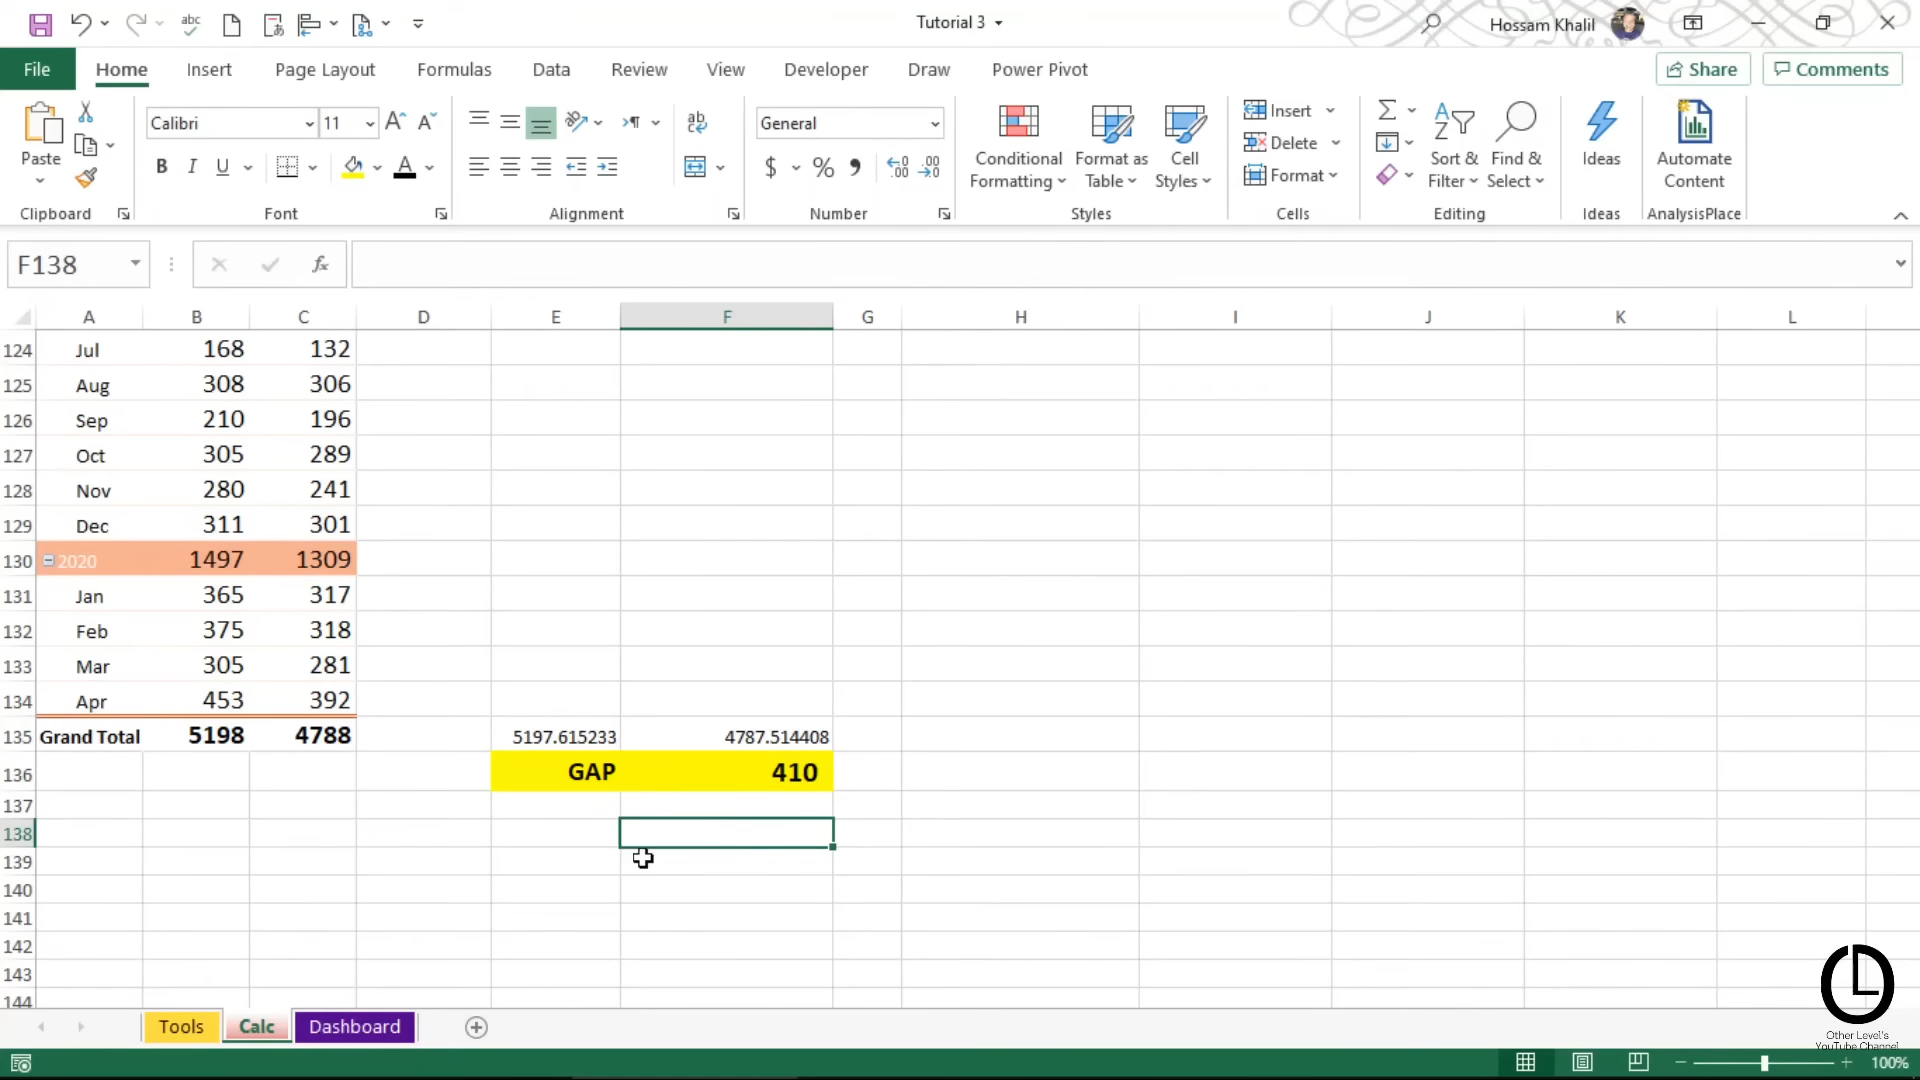 Tutorial 3
Hossam Khalil
File Home Insert Page Layout Formulas Data Review View Developer Draw Power Pivot Share Comments
Paste
Clipboard
Calibri 11
B I U
Font
Alignment
General
$ %
Number
Conditional Formatting
Format as Table
Cell Styles
Styles
Insert
Delete
Format
Cells
Sort & Filter
Find & Select
Editing
Ideas
Ideas
Automate Content
AnalysisPlace
F138 fx
A B C D E F G H I J K L
124 Jul 168 132
125 Aug 308 306
126 Sep 210 196
127 Oct 305 289
128 Nov 280 241
129 Dec 311 301
130 2020 1497 1309
131 Jan 365 317
132 Feb 375 318
133 Mar 305 281
134 Apr 453 392
135 Grand Total 5198 4788 5197.615233 4787.514408
136 GAP 410
137
138
139
140
141
142
143
144
Tools Calc Dashboard
Other Level's
YouTube Channel
100%